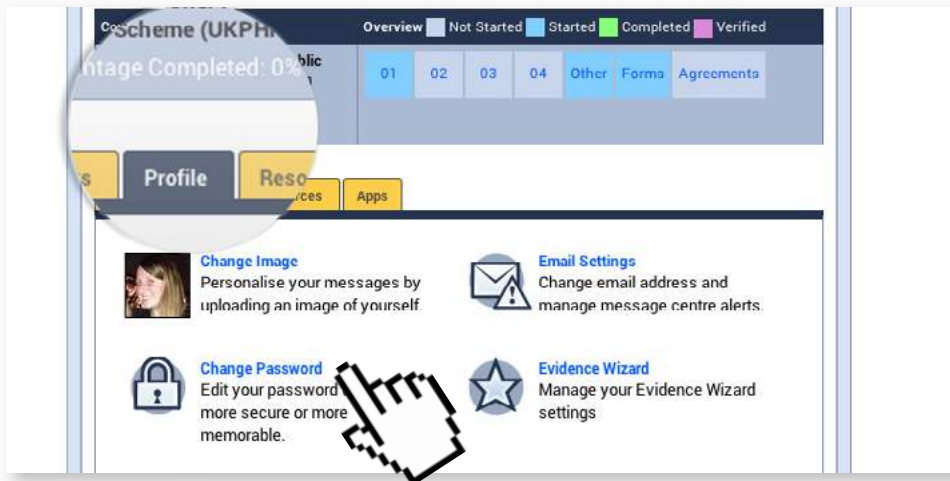 Scheme (UKPH
Overview Not Started Started Completed Verified
ntage Completed: 0%
01 02 03 04 Other Forms Agreements
Profile
Apps
Change Image
Personalise your messages by
uploading an image of yourself.
Email Settings
Change email address and
manage message centre alerts.
Change Password
Edit your password
more secure or more
memorable.
Evidence Wizard
Manage your Evidence Wizard
settings